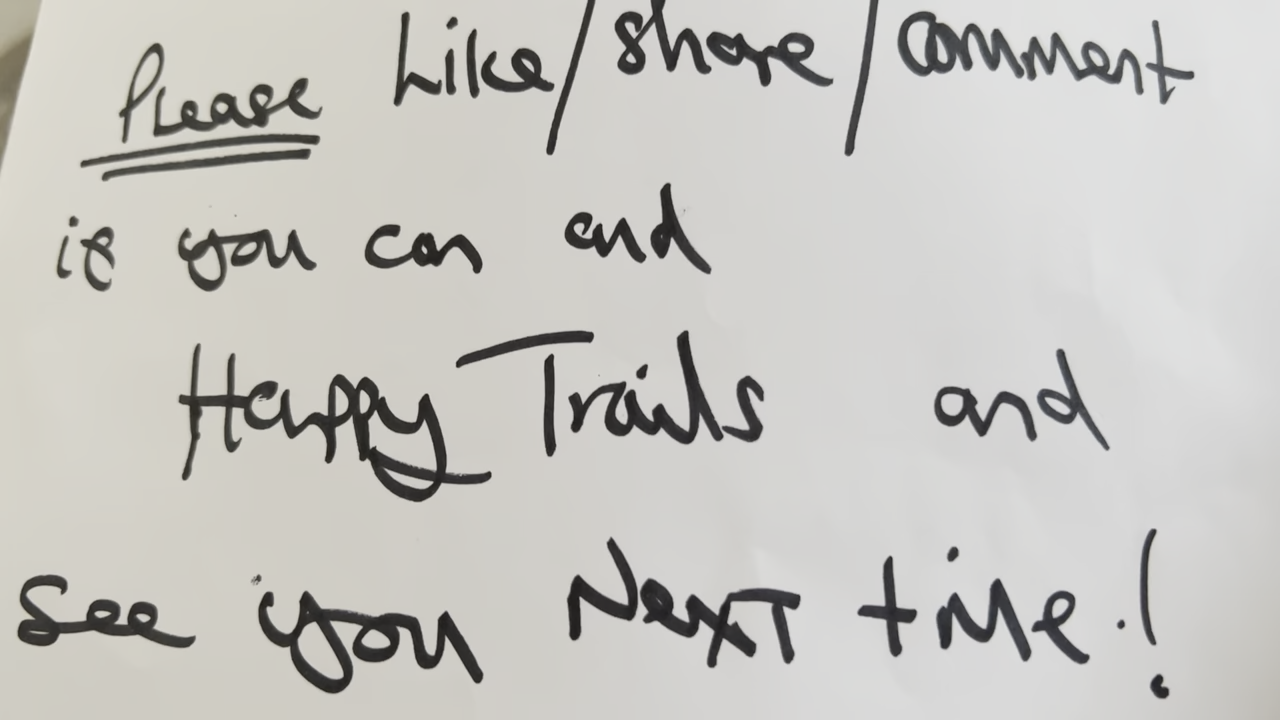 Please Like/share/comment
if you can and
Happy Trails and
See you Next time!